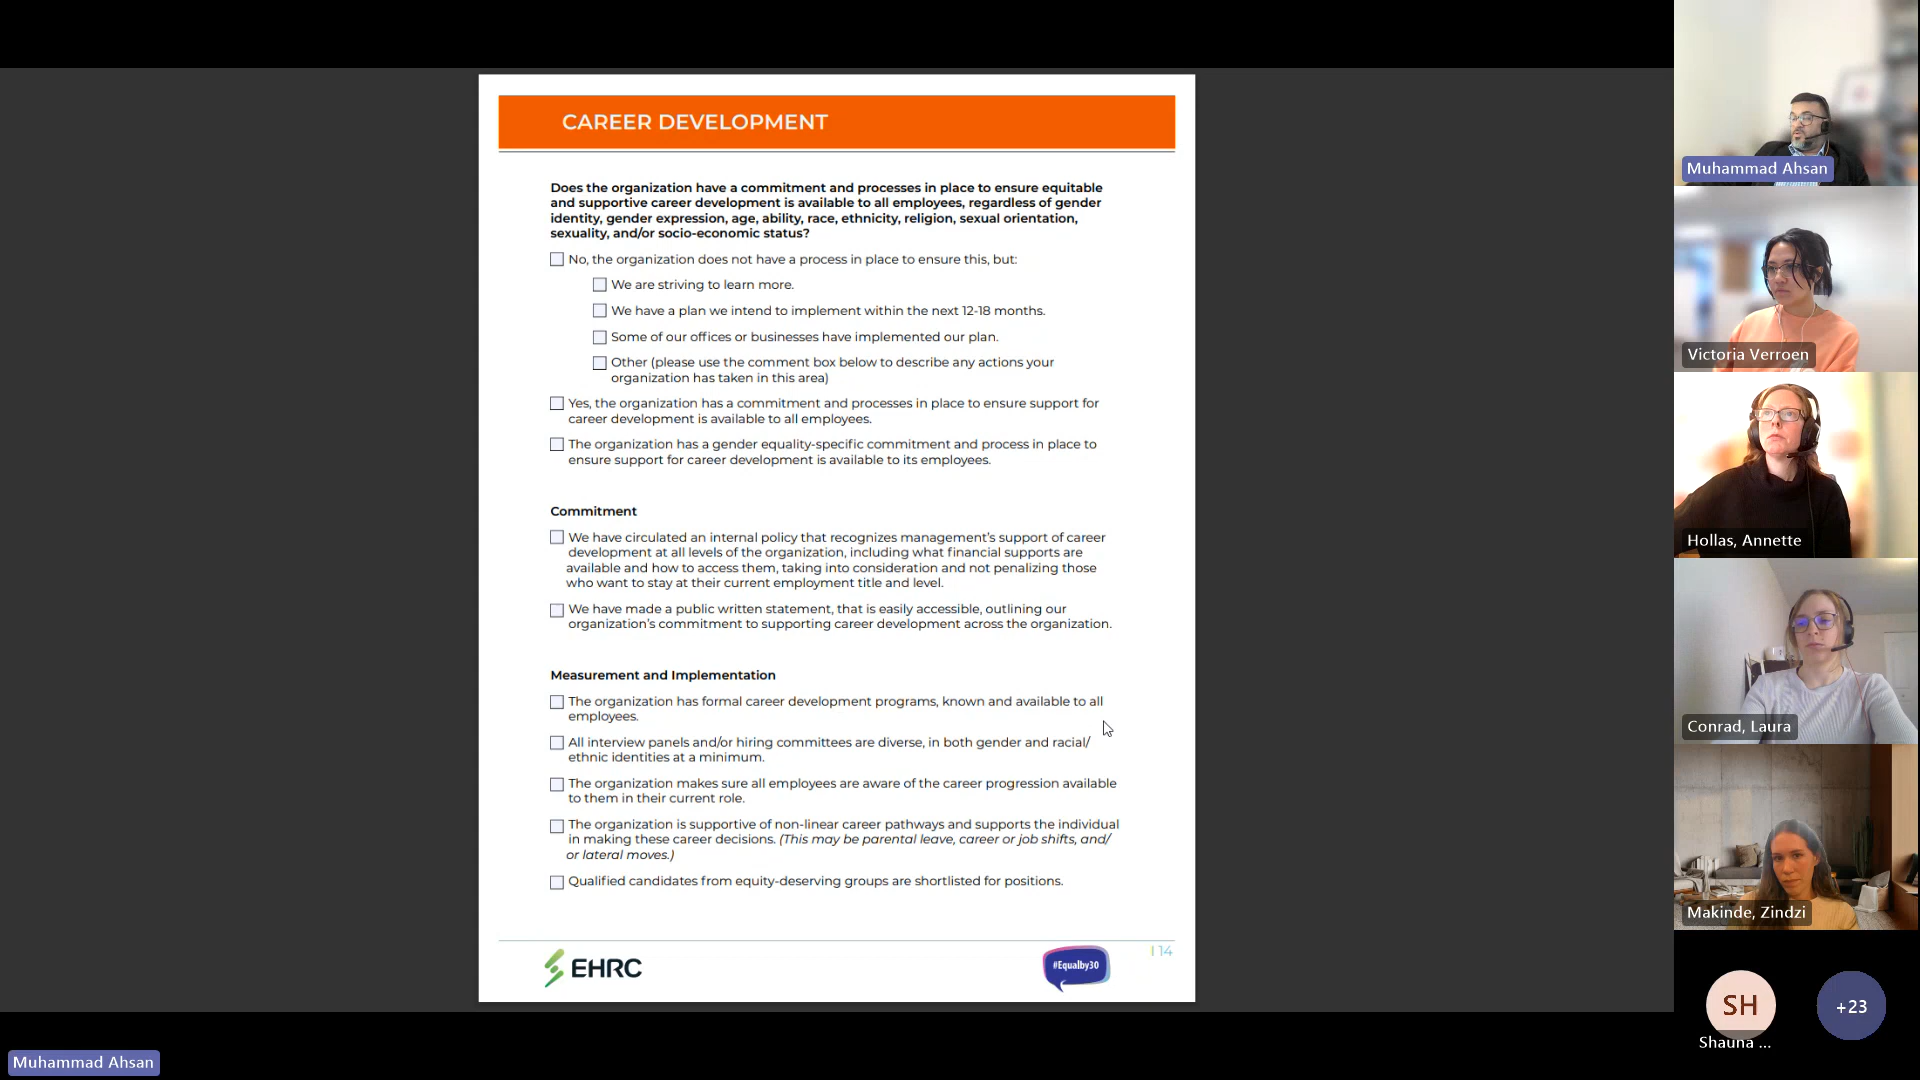 CAREER DEVELOPMENT
Does the organization have a commitment and processes in place to ensure equitable
and supportive career development is available to all employees, regardless of gender
identity, gender expression, age, ability, race, ethnicity, religion, sexual orientation,
sexuality, and/or socio-economic status?
No, the organization does not have a process in place to ensure this, but:
We are striving to learn more.
We have a plan we intend to implement within the next 12-18 months.
Some of our offices or businesses have implemented our plan.
Other (please use the comment box below to describe any actions your
organization has taken in this area)
Yes, the organization has a commitment and processes in place to ensure support for
career development is available to all employees.
The organization has a gender equality-specific commitment and process in place to
ensure support for career development is available to its employees.
Commitment
We have circulated an internal policy that recognizes management's support of career
development at all levels of the organization, including what financial supports are
available and how to access them, taking into consideration and not penalizing those
who want to stay at their current employment title and level.
We have made a public written statement, that is easily accessible, outlining our
organization's commitment to supporting career development across the organization.
Measurement and Implementation
The organization has formal career development programs, known and available to all
employees.
All interview panels and/or hiring committees are diverse, in both gender and racial/
ethnic identities at a minimum.
The organization makes sure all employees are aware of the career progression available
to them in their current role.
The organization is supportive of non-linear career pathways and supports the individual
in making these career decisions. (This may be parental leave, career or job shifts, and/
or lateral moves.)
Qualified candidates from equity-deserving groups are shortlisted for positions.
EHRC
#Equalby30
| 14
Muhammad Ahsan
Victoria Verroen
Hollas, Annette
Conrad, Laura
Makinde, Zindzi
SH
+23
Shauna ...
Muhammad Ahsan